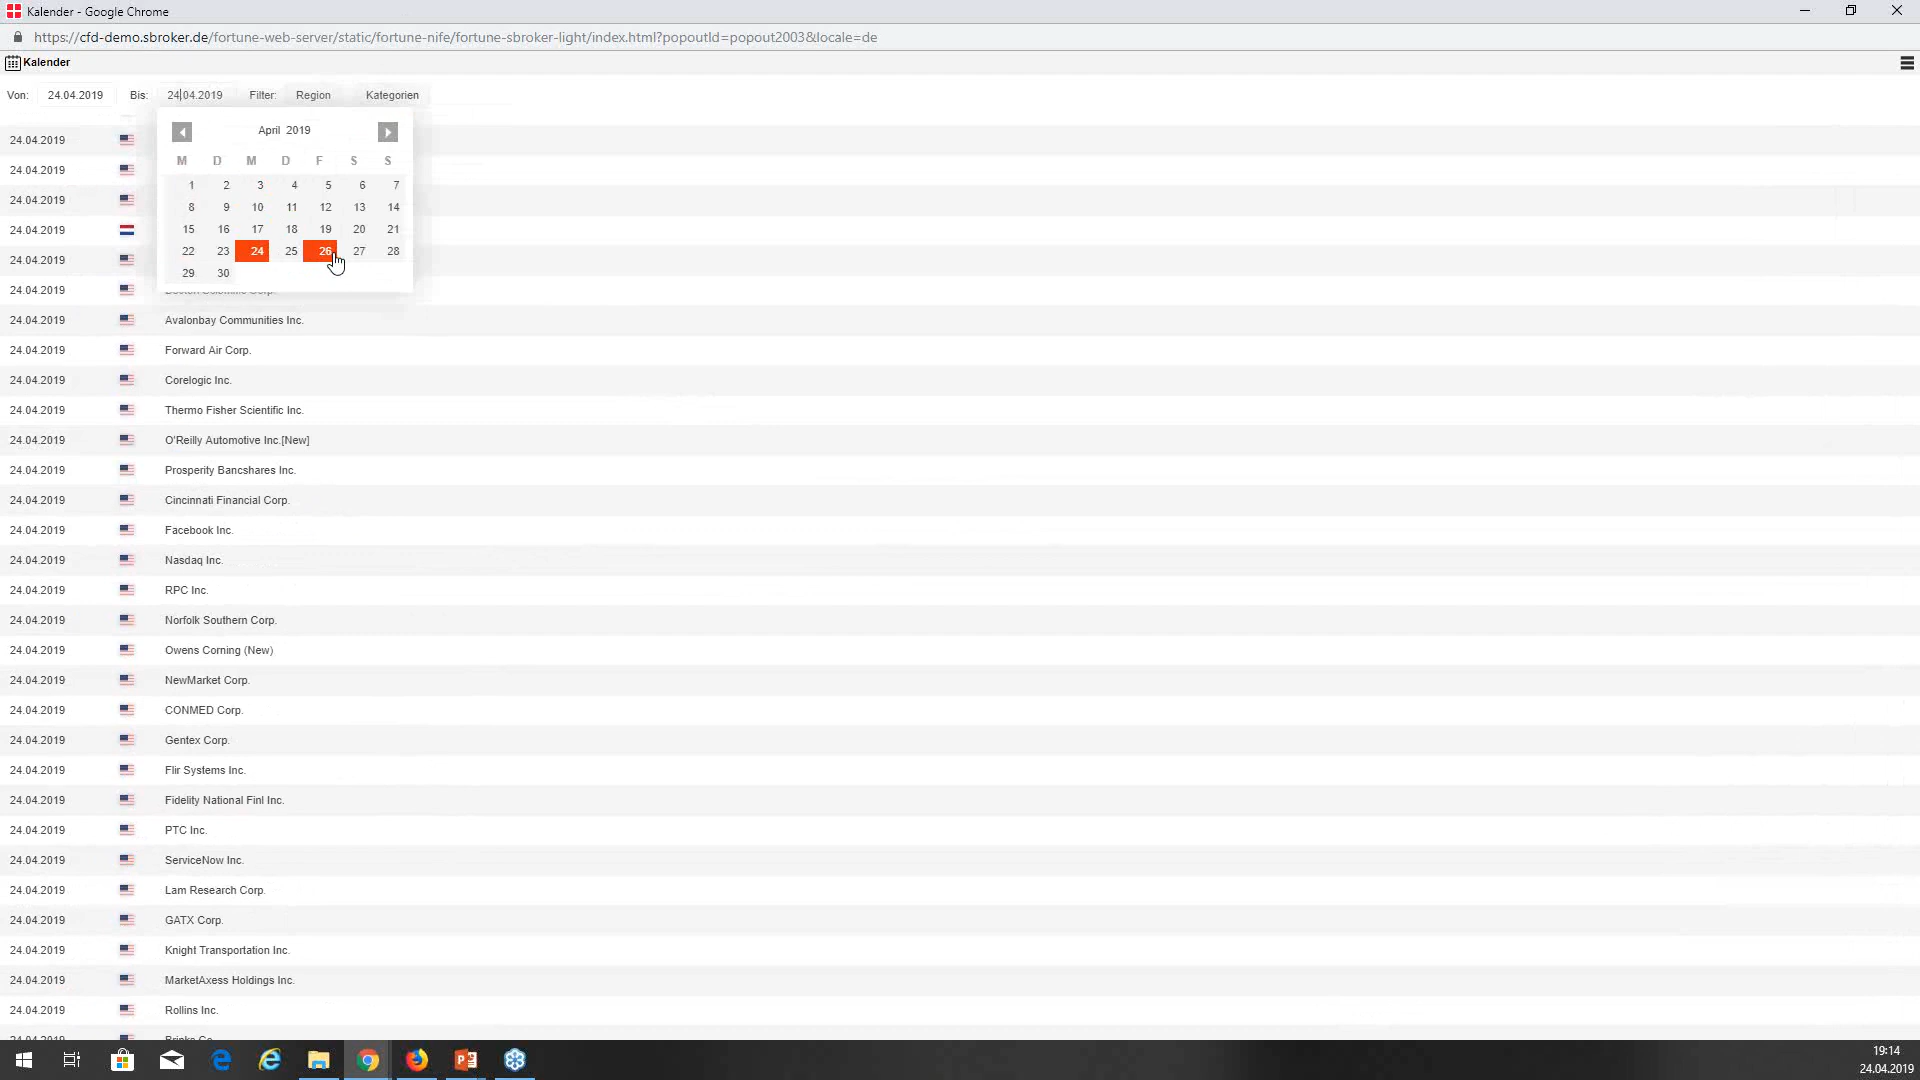 Kalender - Google Chrome
https://cfd-demo.sbroker.de/fortune-web-server/static/fortune-nife/fortune-sbroker-light/index.html?popoutId=popout2003&locale=de
Kalender
Von: 24.04.2019 Bis: 24.04.2019 Filter: Region Kategorien
April 2019
M D M D F S S
1 2 3 4 5 6 7
8 9 10 11 12 13 14
15 16 17 18 19 20 21
22 23 24 25 26 27 28
29 30
24.04.2019
24.04.2019
24.04.2019
24.04.2019
24.04.2019
24.04.2019 Boston Scientific Corp.
24.04.2019 Avalonbay Communities Inc.
24.04.2019 Forward Air Corp.
24.04.2019 Corelogic Inc.
24.04.2019 Thermo Fisher Scientific Inc.
24.04.2019 O'Reilly Automotive Inc.[New]
24.04.2019 Prosperity Bancshares Inc.
24.04.2019 Cincinnati Financial Corp.
24.04.2019 Facebook Inc.
24.04.2019 Nasdaq Inc.
24.04.2019 RPC Inc.
24.04.2019 Norfolk Southern Corp.
24.04.2019 Owens Corning (New)
24.04.2019 NewMarket Corp.
24.04.2019 CONMED Corp.
24.04.2019 Gentex Corp.
24.04.2019 Flir Systems Inc.
24.04.2019 Fidelity National Finl Inc.
24.04.2019 PTC Inc.
24.04.2019 ServiceNow Inc.
24.04.2019 Lam Research Corp.
24.04.2019 GATX Corp.
24.04.2019 Knight Transportation Inc.
24.04.2019 MarketAxess Holdings Inc.
24.04.2019 Rollins Inc.
24.04.2019
19:14
24.04.2019